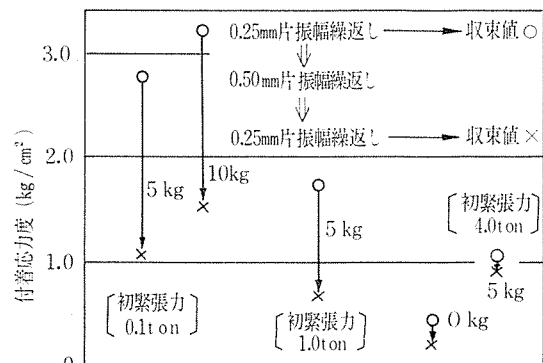 付着応力度 (kg/cm²)
3.0
2.0
1.0
0
0.25mm片振幅繰返し → 収束値 ○
⇓
0.50mm片振幅繰返し
⇓
0.25mm片振幅繰返し → 収束値 ×
5 kg
10kg
5 kg
〔初緊張力 4.0ton〕
5 kg
〔初緊張力 0.1ton〕
〔初緊張力 1.0ton〕
0 kg